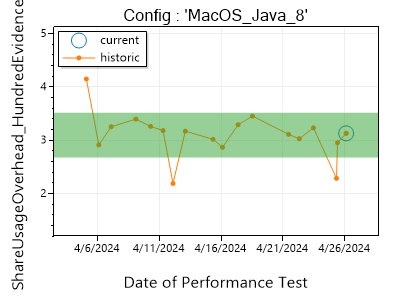 Config : 'MacOS_Java_8'
ShareUsageOverhead_HundredEvidence
current
historic
5
4
3
2
4/6/2024
4/11/2024
4/16/2024
4/21/2024
4/26/2024
Date of Performance Test